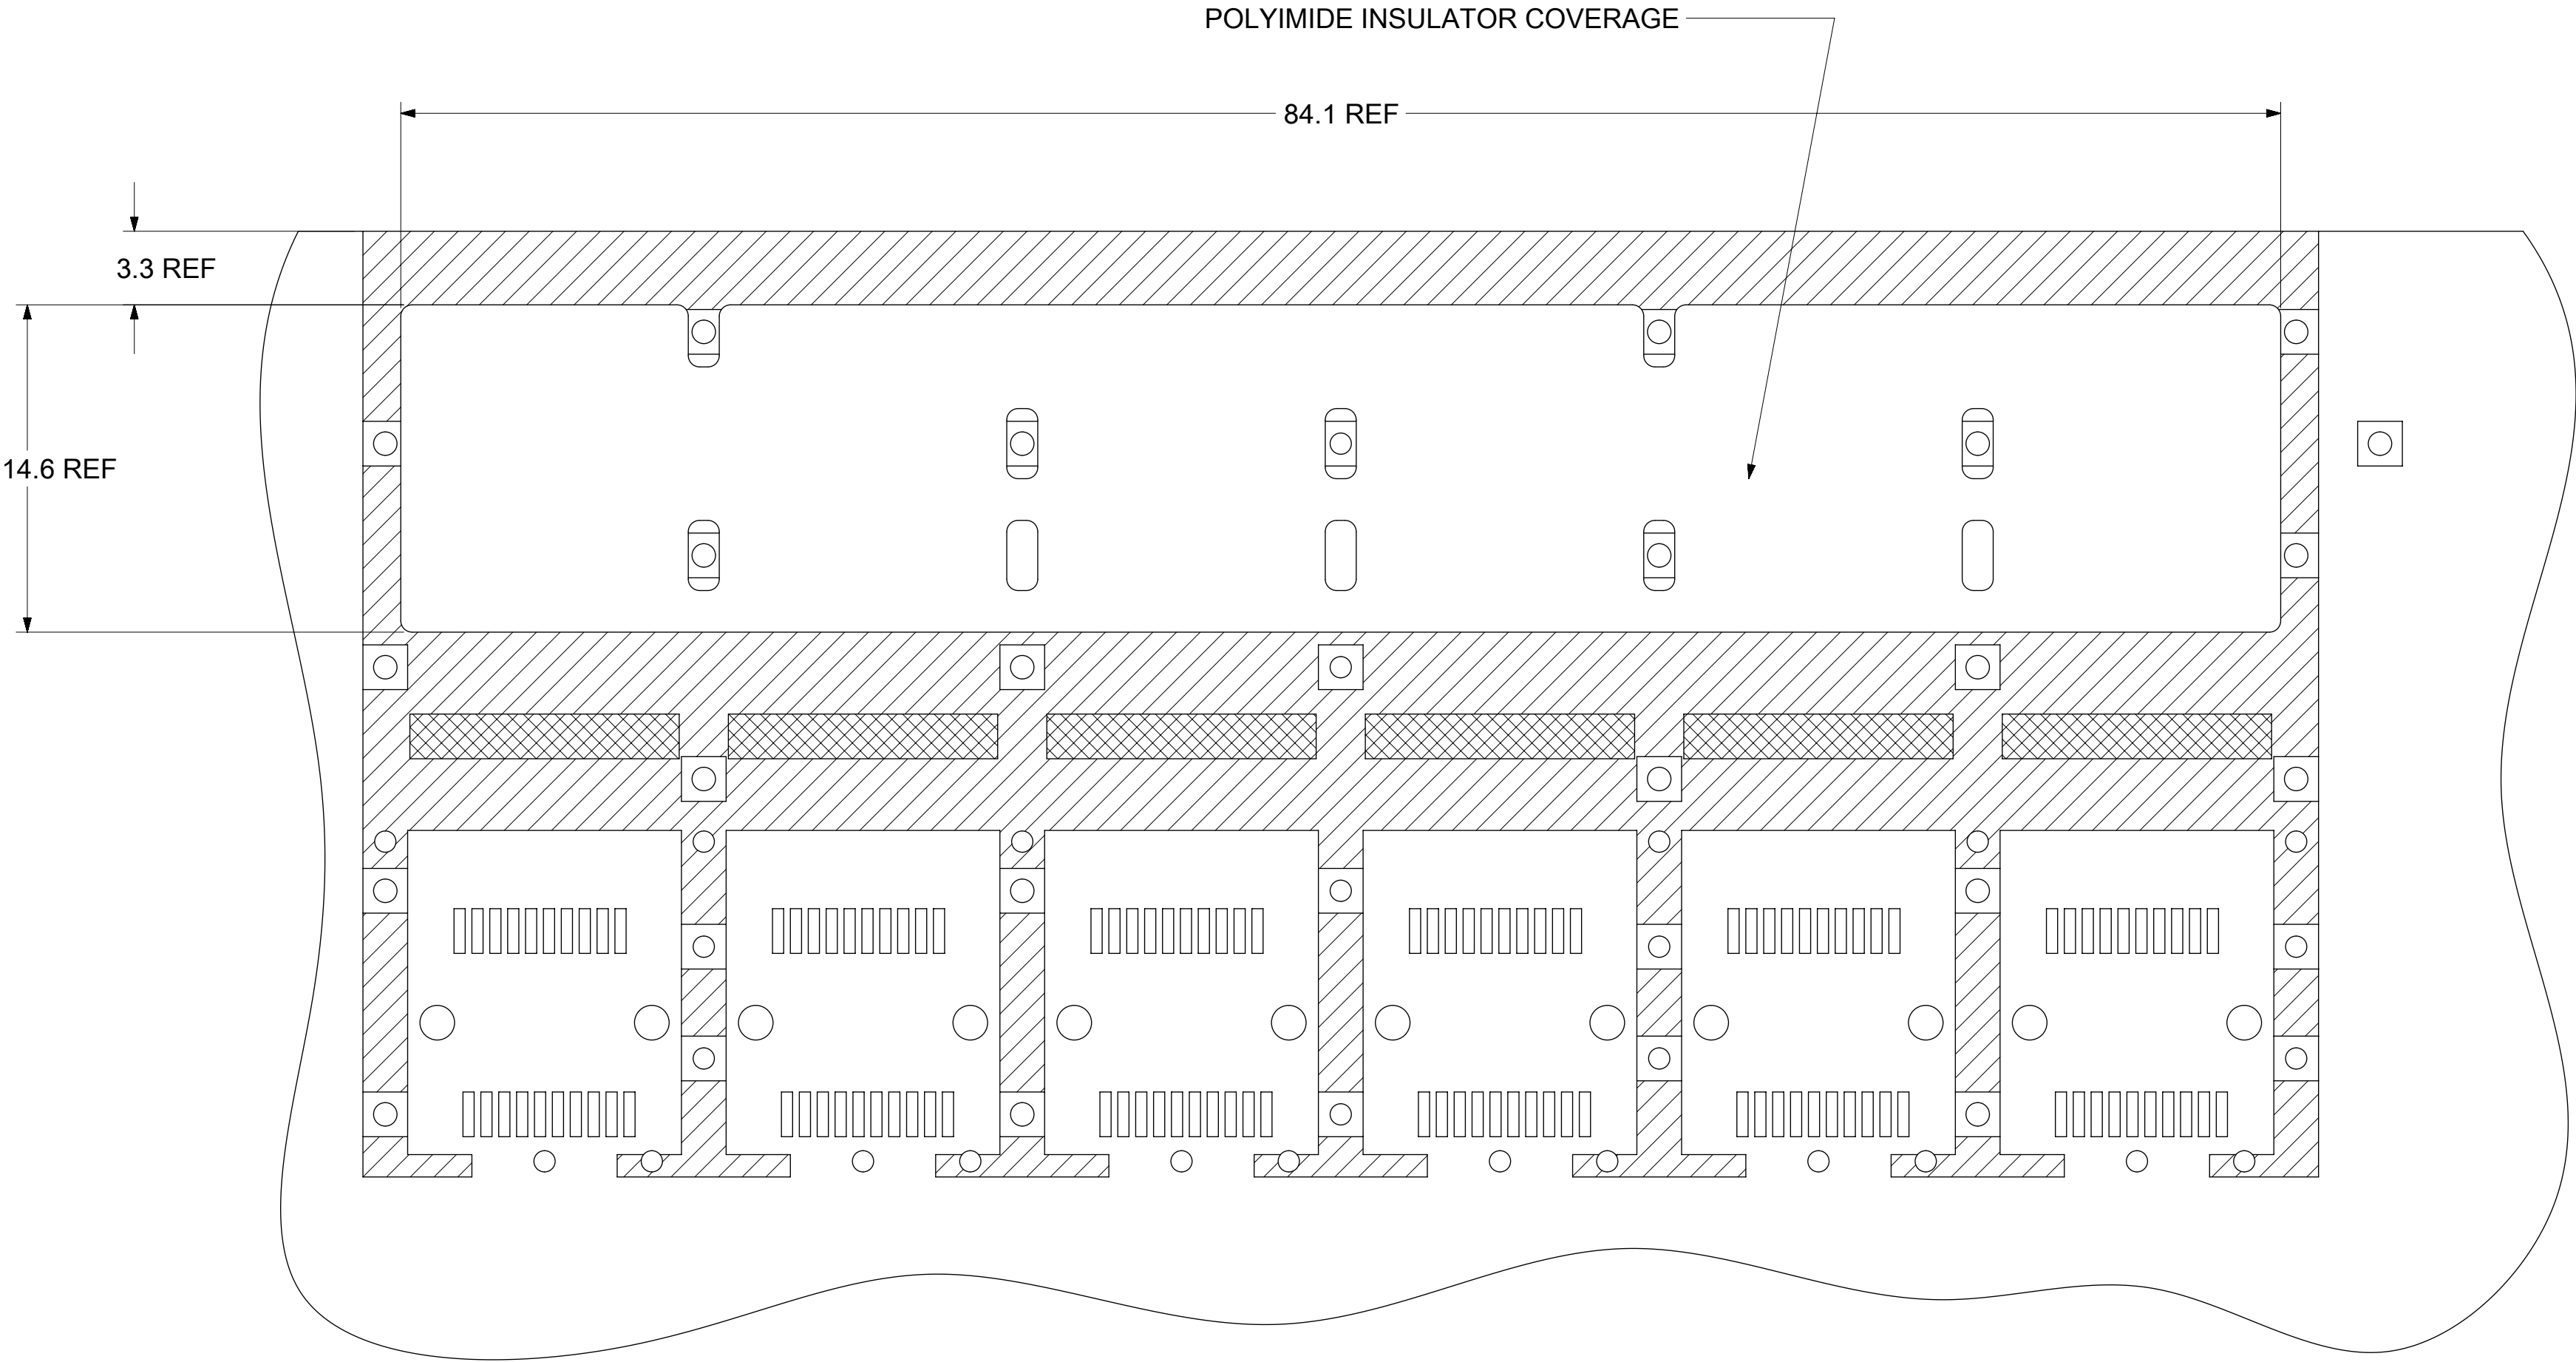 POLYIMIDE INSULATOR COVERAGE
84.1 REF
3.3 REF
14.6 REF